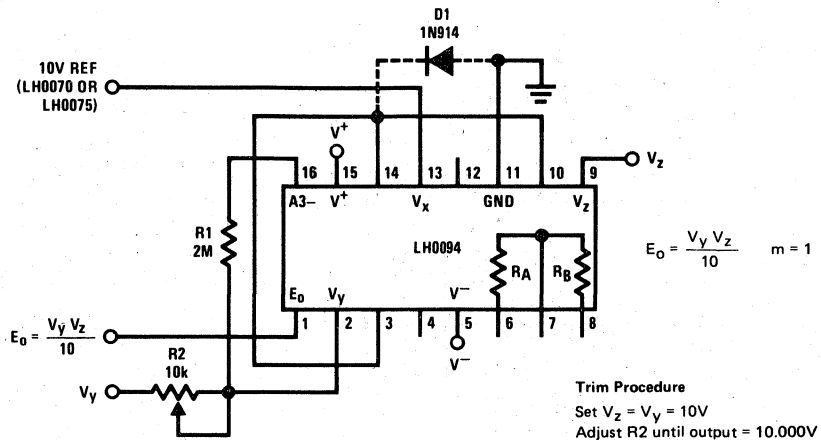 D1
1N914
10V REF
(LH0070 OR
LH0075)
V+
Vz
16 15 14 13 12 11 10 9
A3− V+ Vx GND Vz
R1
2M
LH0094
RA RB
Eo = Vy Vz / 10 m = 1
Eo Vy V−
1 2 3 4 5 6 7 8
Eo = Vy Vz / 10
V−
R2
10k
Vy
Trim Procedure
Set Vz = Vy = 10V
Adjust R2 until output = 10.000V